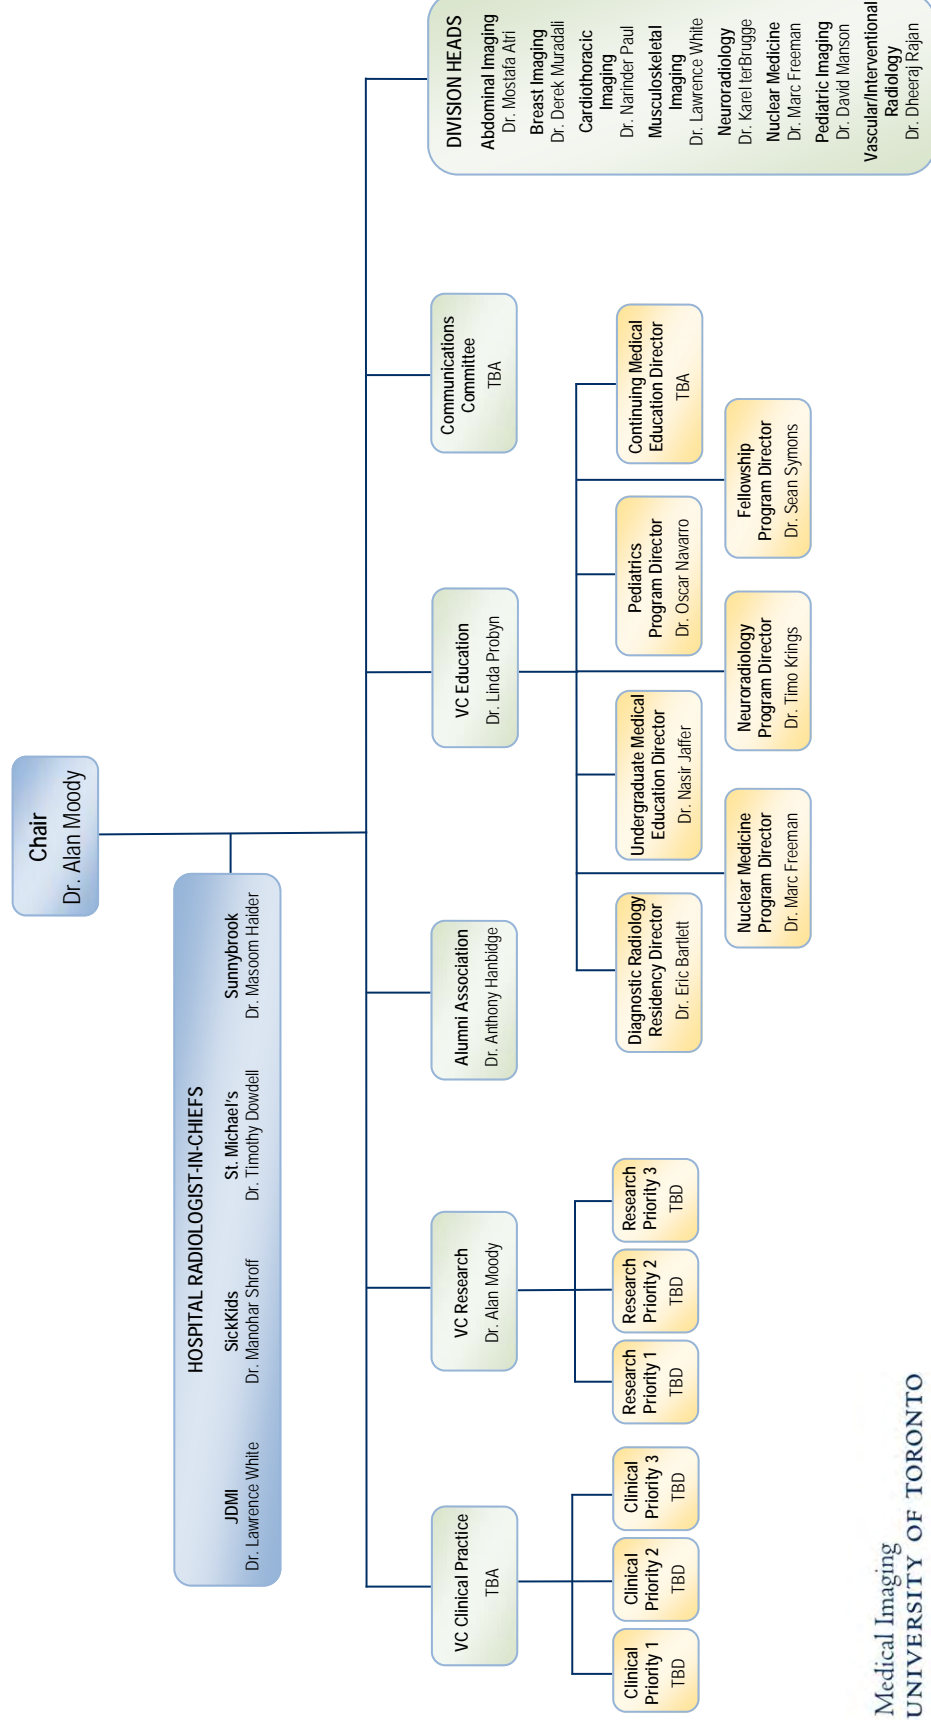 Chair
Dr. Alan Moody
HOSPITAL RADIOLOGIST-IN-CHIEFS
JDMI
Dr. Lawrence White
SickKids
Dr. Manohar Shroff
St. Michael's
Dr. Timothy Dowdell
Sunnybrook
Dr. Masoom Haider
VC Clinical Practice
TBA
VC Research
Dr. Alan Moody
Alumni Association
Dr. Anthony Hanbidge
VC Education
Dr. Linda Probyn
Communications
Committee
TBA
DIVISION HEADS
Abdominal Imaging
Dr. Mostafa Atri
Breast Imaging
Dr. Derek Muradali
Cardiothoracic
Imaging
Dr. Narinder Paul
Musculoskeletal
Imaging
Dr. Lawrence White
Neuroradiology
Dr. Karel terBrugge
Nuclear Medicine
Dr. Marc Freeman
Pediatric Imaging
Dr. David Manson
Vascular/Interventional
Radiology
Dr. Dheeraj Rajan
Clinical
Priority 1
TBD
Clinical
Priority 2
TBD
Clinical
Priority 3
TBD
Research
Priority 1
TBD
Research
Priority 2
TBD
Research
Priority 3
TBD
Diagnostic Radiology
Residency Director
Dr. Eric Bartlett
Undergraduate Medical
Education Director
Dr. Nasir Jaffer
Pediatrics
Program Director
Dr. Oscar Navarro
Continuing Medical
Education Director
TBA
Nuclear Medicine
Program Director
Dr. Marc Freeman
Neuroradiology
Program Director
Dr. Timo Krings
Fellowship
Program Director
Dr. Sean Symons
Medical Imaging
UNIVERSITY OF TORONTO